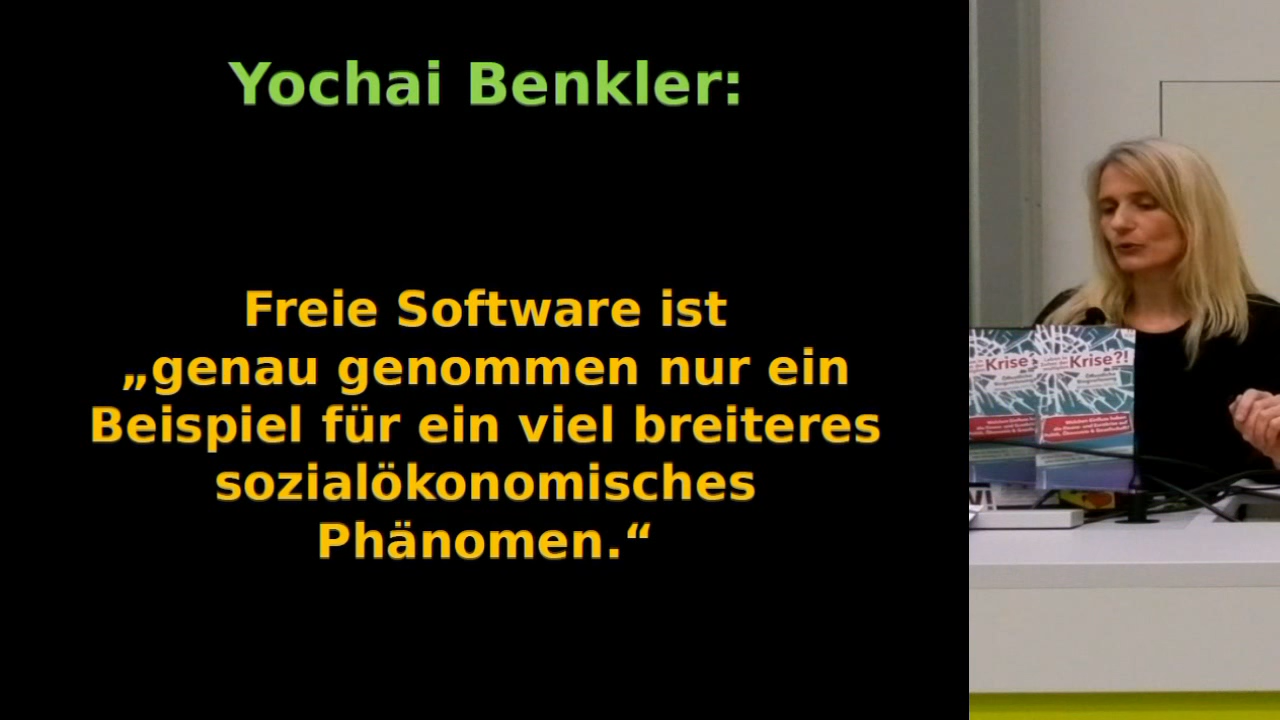 Yochai Benkler:
Freie Software ist
„genau genommen nur ein
Beispiel für ein viel breiteres
sozialökonomisches
Phänomen.“
Krise?!
Krise?!